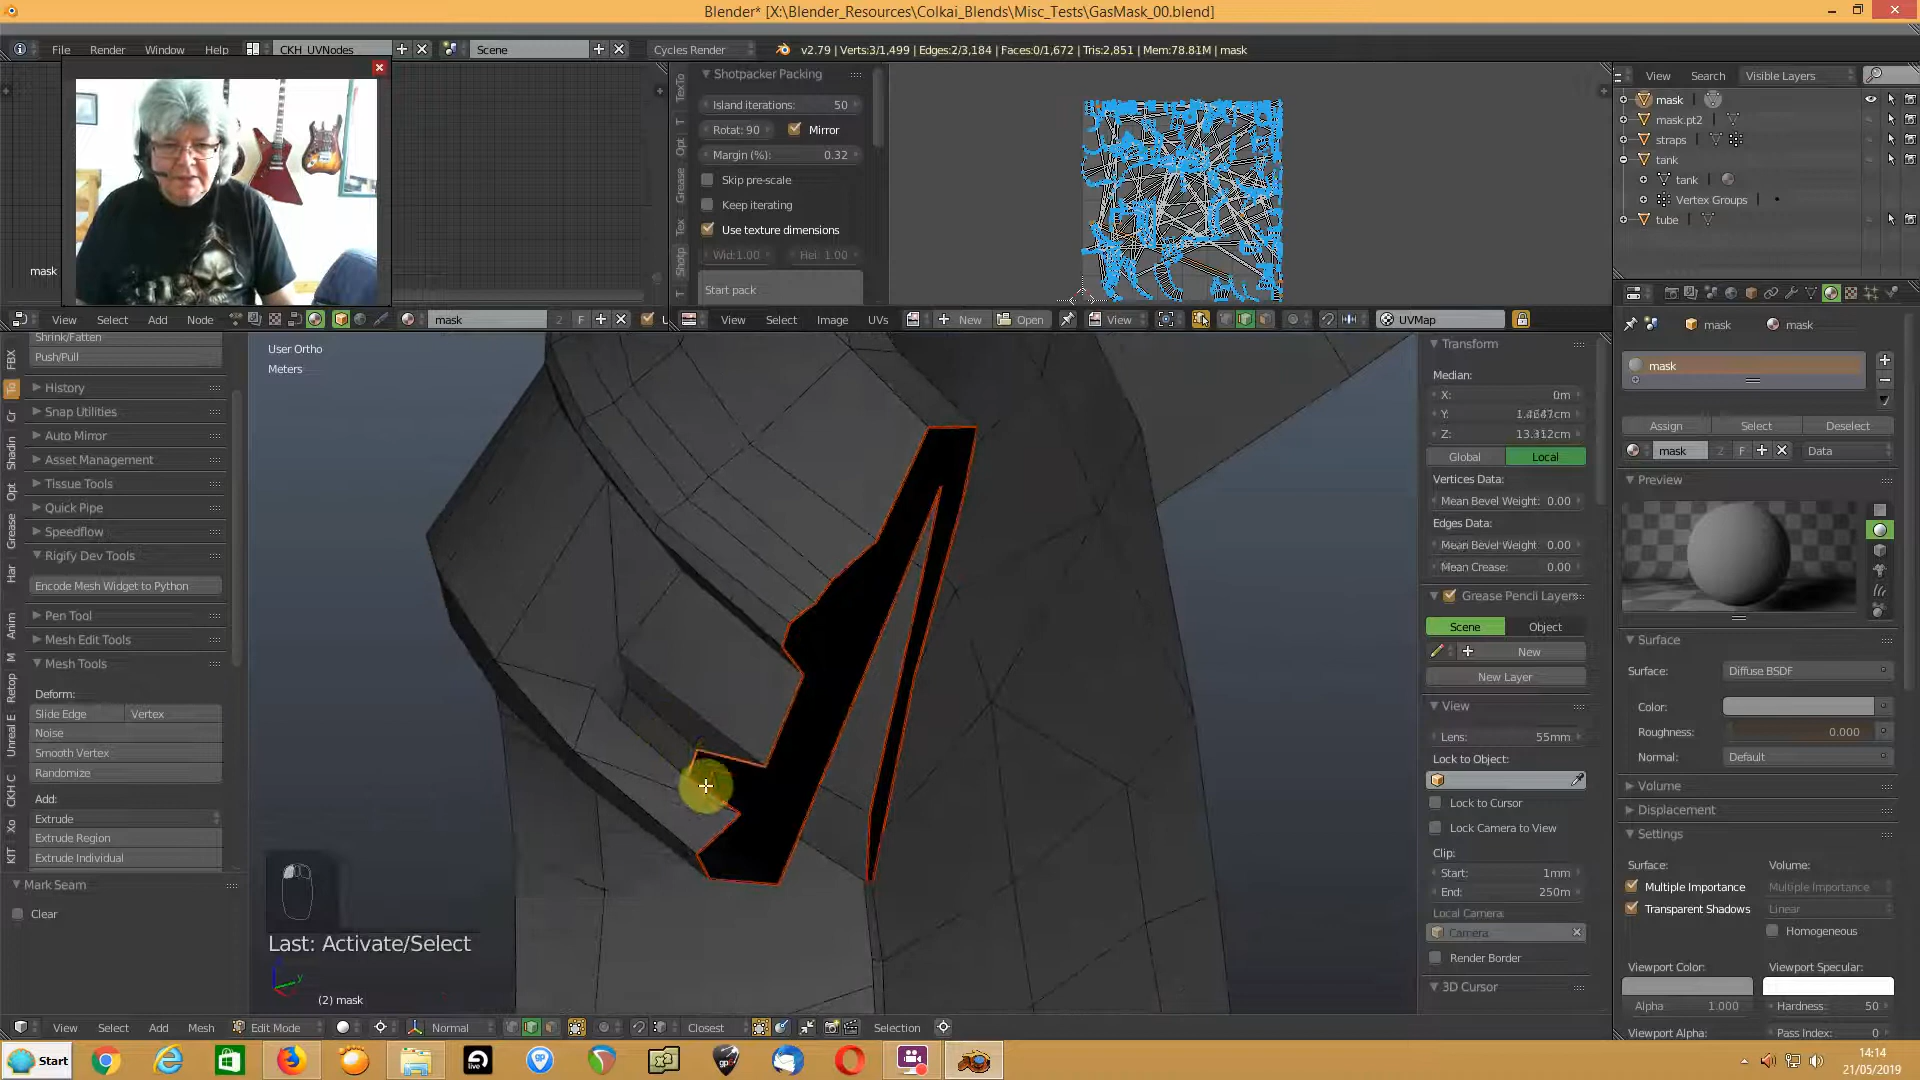 Blender* [X:\Blender_Resources\Colkai_Blends\Misc_Tests\GasMask_00.blend]
File Render Window Help CKH_UVNodes Scene Cycles Render v2.79 | Verts:3/1,499 | Edges:2/3,184 | Faces:0/1,672 | Tris:2,851 | Mem:78.81M | mask
Shotpacker Packing
Island iterations: 50
Rotat: 90 Mirror
Margin (%): 0.32
Skip pre-scale
Keep iterating
Use texture dimensions
Wid:1.00 Hei: 1.00
Start pack
mask
View Search Visible Layers
mask
mask.pt2
straps
tank
tank
Vertex Groups
tube
View Select Add Node mask 2 F U
View Select Image UVs New Open View UVMap
Shrink/Fatten
Push/Pull
History
Snap Utilities
Auto Mirror
Asset Management
Tissue Tools
Quick Pipe
Speedflow
Rigify Dev Tools
Encode Mesh Widget to Python
Pen Tool
Mesh Edit Tools
Mesh Tools
Deform:
Slide Edge Vertex
Noise
Smooth Vertex
Randomize
Add:
Extrude
Extrude Region
Extrude Individual
Mark Seam
Clear
User Ortho
Meters
Last: Activate/Select
(2) mask
Transform
Median:
X: 0m
Y:
Z:
Global Local
Vertices Data:
Mean Bevel Weight: 0.00
Edges Data:
Mean Bevel Weight 0.00
Mean Crease: 0.00
Grease Pencil Layers
Scene Object
New
New Layer
View
Lens: 55mm
Lock to Object:
Lock to Cursor
Lock Camera to View
Clip:
Start: 1mm
End: 250m
Local Camera:
Camera
Render Border
3D Cursor
mask mask
mask
Assign Select Deselect
mask 2 F Data
Preview
Surface
Surface: Diffuse BSDF
Color:
Roughness: 0.000
Normal: Default
Volume
Displacement
Settings
Surface: Volume:
Multiple Importance Multiple Importance
Transparent Shadows Linear
Homogeneous
Viewport Color: Viewport Specular:
Alpha 1.000 Hardness: 50
Viewport Alpha: Pass Index: 0
View Select Add Mesh Edit Mode Normal Closest Selection
Start
14:14
21/05/2019